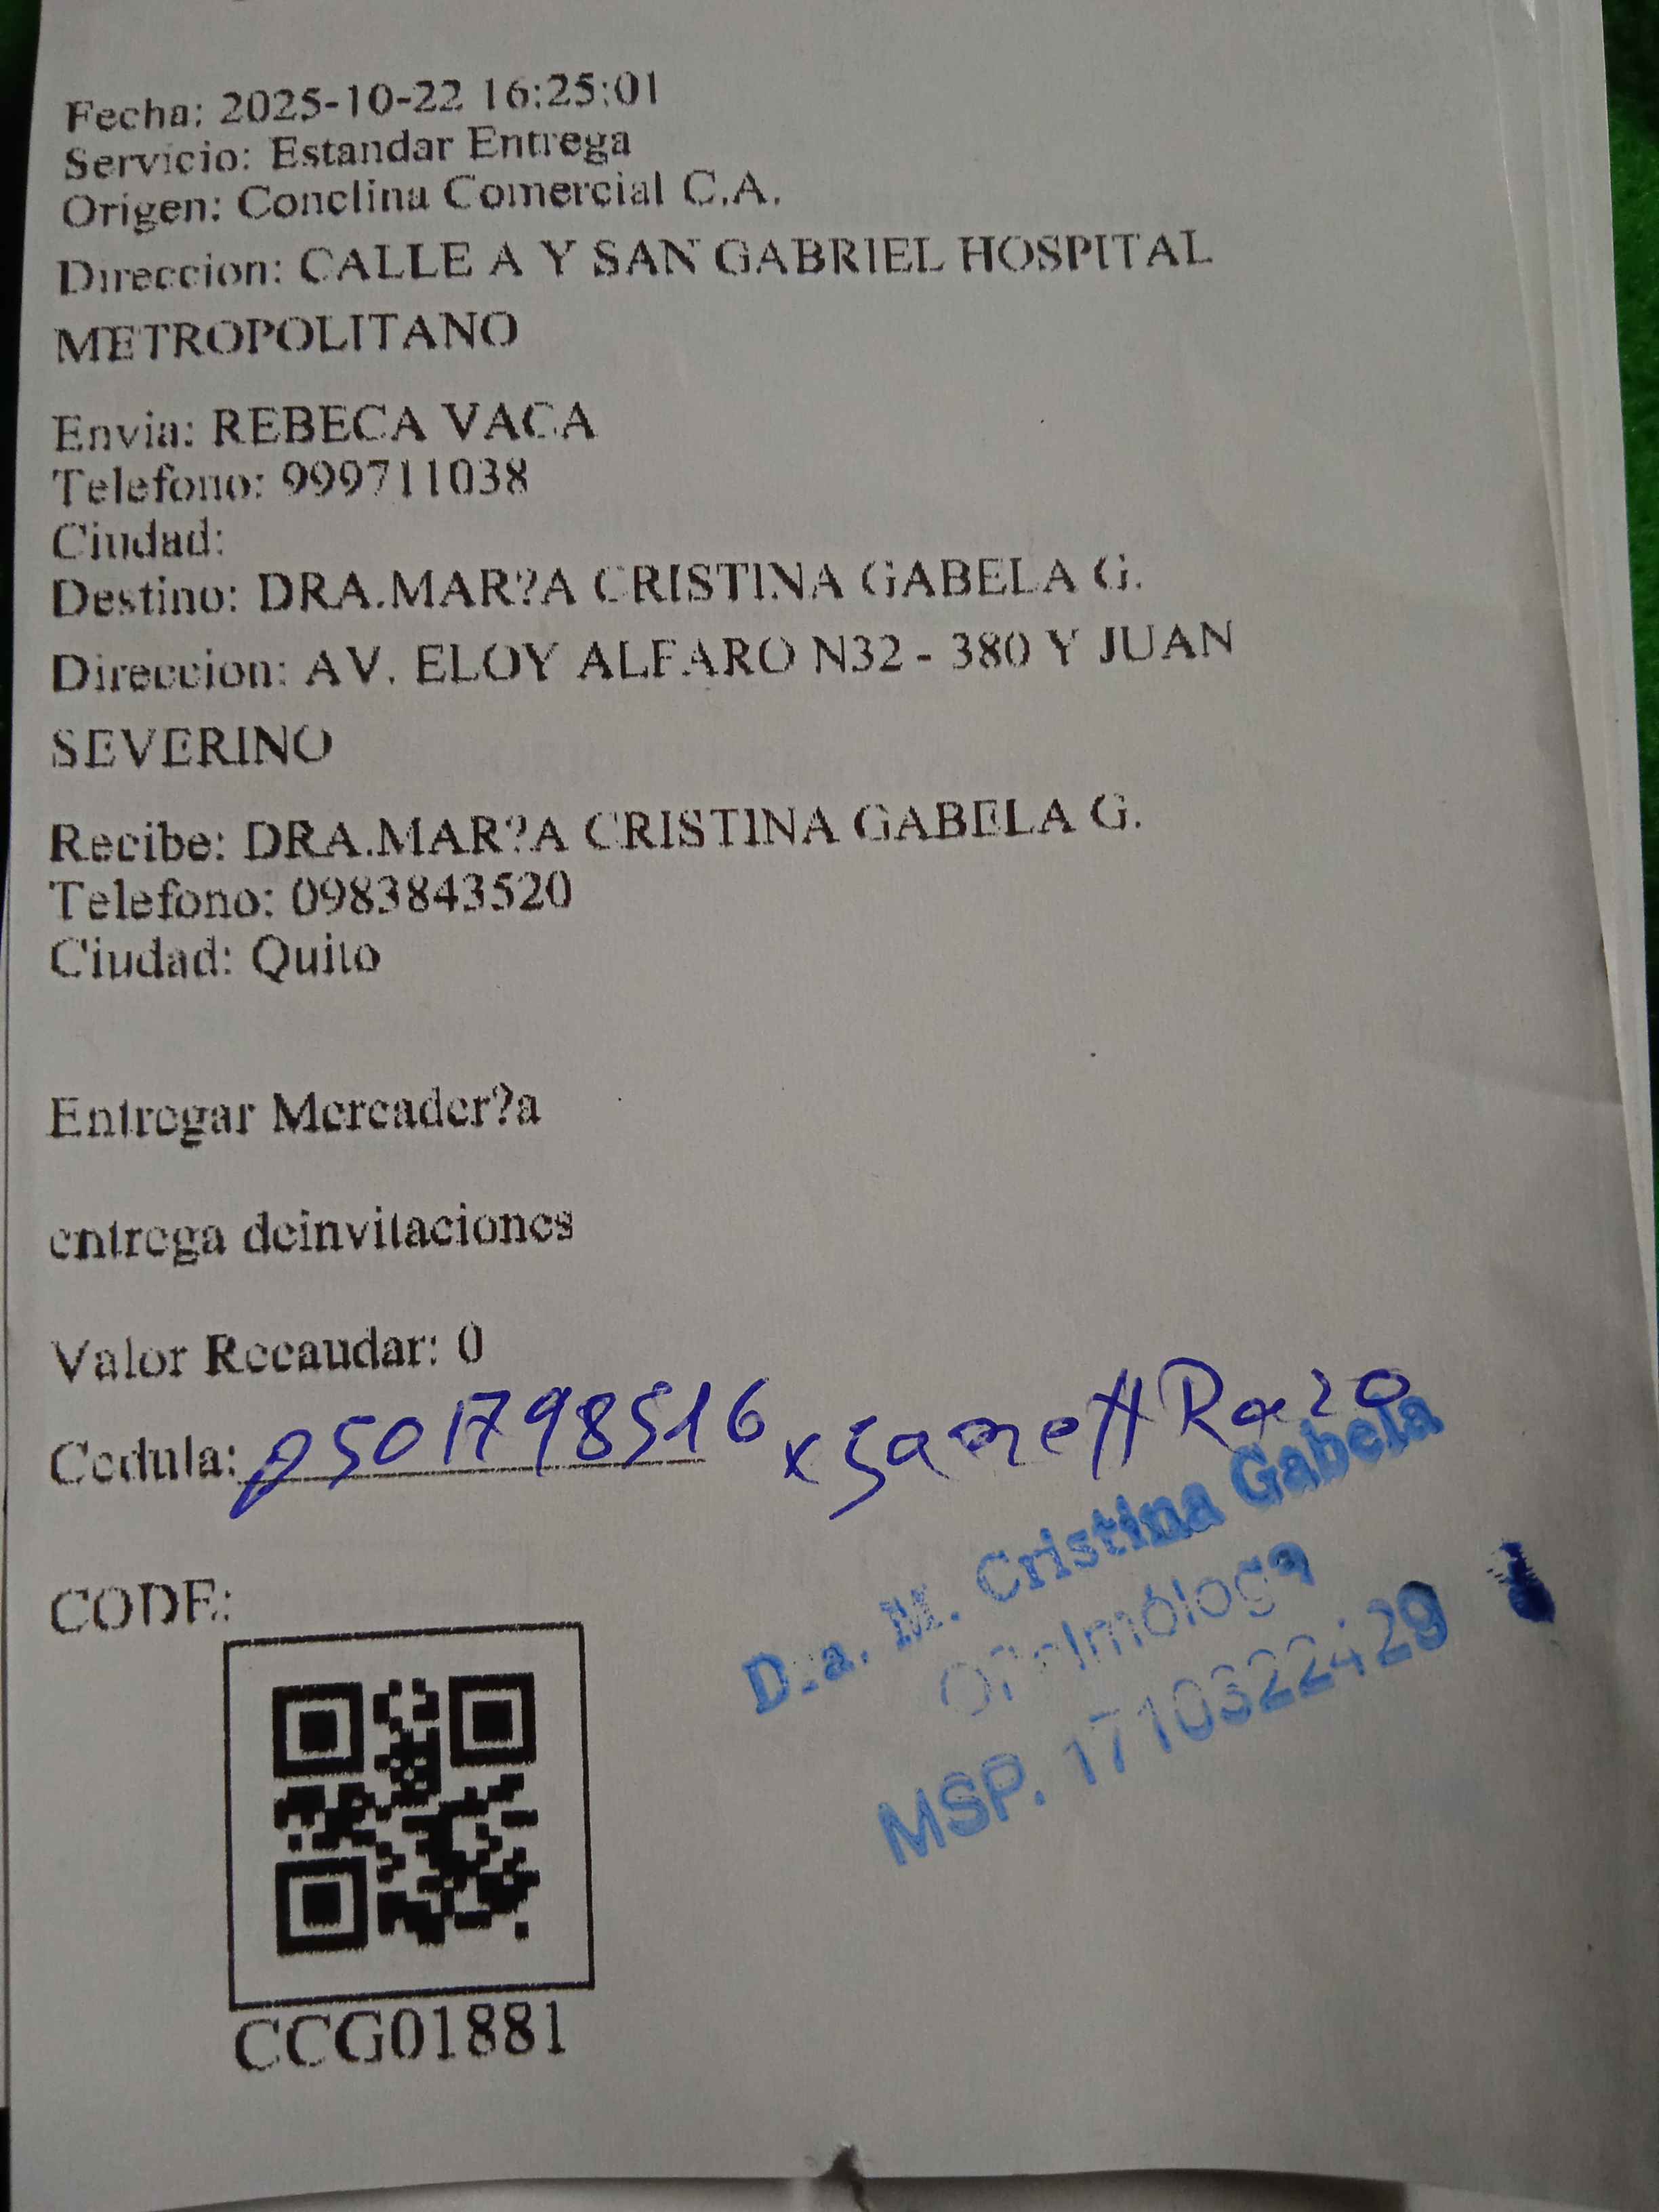 Fecha: 2025-10-22 16:25:01
Servicio: Estandar Entrega
Origen: Conclina Comercial C.A.
Direccion: CALLE A Y SAN GABRIEL HOSPITAL
METROPOLITANO
Envia: REBECA VACA
Telefono: 999711038
Ciudad:
Destino: DRA.MAR?A CRISTINA GABELA G.
Direccion: AV. ELOY ALFARO N32 - 380 Y JUAN
SEVERINO
Recibe: DRA.MAR?A CRISTINA GABELA G.
Telefono: 0983843520
Ciudad: Quito
Entregar Mercader?a
entrega deinvitaciones
Valor Recaudar: 0
Cedula: 0501798516 x
Dra. M. Cristina Gabela
Oftalmóloga
MSP. 1710322429
CODE:
CCG01881